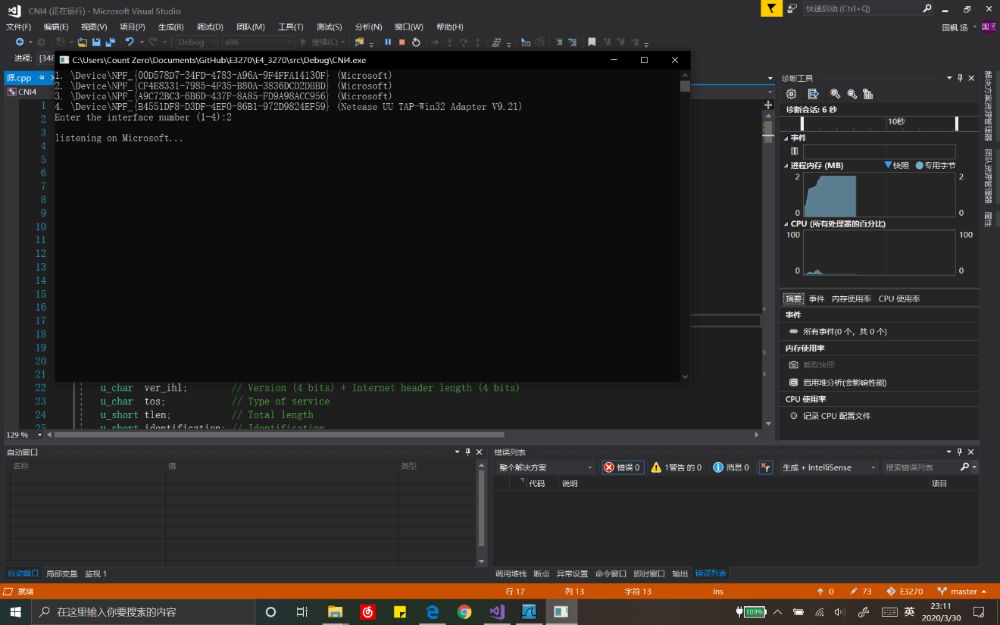 CNI4 (正在运行) - Microsoft Visual Studio
快速启动 (Ctrl+Q)
文件(F) 编辑(E) 视图(V) 项目(P) 生成(B) 调试(D) 团队(M) 工具(T) 测试(S) 分析(N) 窗口(W) 帮助(H)
国枫 汤
Debug x86 继续(C)
进程: [348
C:\Users\Count Zero\Documents\GitHub\E3270\E4_3270\src\Debug\CNI4.exe
源.cpp
CNI4
1. \Device\NPF_{00D578D7-34FD-4783-A96A-9F4FFA14130F} (Microsoft)
2. \Device\NPF_{CF4E8331-7985-4F35-B80A-3836DCD2DBBD} (Microsoft)
3. \Device\NPF_{A9C72BC3-6B6D-437F-8A85-FD9A98ACC956} (Microsoft)
4. \Device\NPF_{B4551DF8-D3DF-4EF0-86B1-972D9824EF59} (Netease UU TAP-Win32 Adapter V9.21)
Enter the interface number (1-4):2
listening on Microsoft...
1
2
3
4
5
6
7
8
9
10
11
12
13
14
15
16
17
18
19
20
21
22 u_char ver_ihl; // Version (4 bits) + Internet header length (4 bits)
23 u_char tos; // Type of service
24 u_short tlen; // Total length
25 u_short identification; // Identification
129 %
诊断工具
诊断会话: 6 秒
10秒
事件
进程内存 (MB) 快照 专用字节
2 2
0 0
CPU (所有处理器的百分比)
100 100
0 0
摘要 事件 内存使用率 CPU 使用率
事件
所有事件(0 个，共 0 个)
内存使用率
截取快照
启用堆分析(会影响性能)
CPU 使用率
记录 CPU 配置文件
解决方案资源管理器
团队资源管理器
属性
自动窗口
名称 值 类型
自动窗口 局部变量 监视 1
错误列表
整个解决方案 错误 0 1警告 的 0 消息 0 生成 + IntelliSense 搜索错误列表
代码 说明 项目
调用堆栈 断点 异常设置 命令窗口 即时窗口 输出 错误列表
就绪 行 17 列 13 字符 13 Ins 0 73 E3270 master
在这里输入你要搜索的内容
100%
英
23:11
2020/3/30